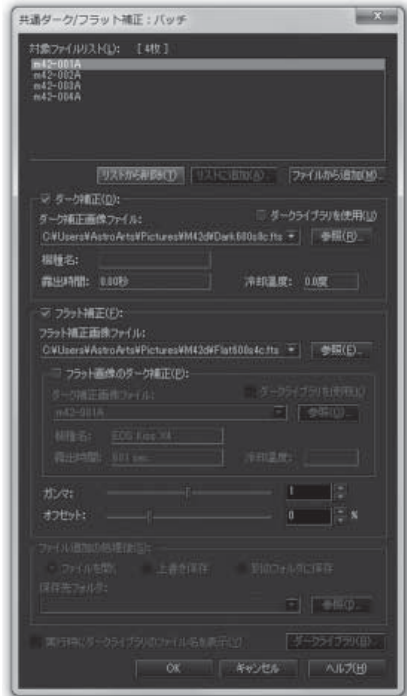 共通ダーク/フラット補正：バッチ
対象ファイルリスト(L): [ 4枚 ]
m42-001A
m42-002A
m42-003A
m42-004A
リストから削除(T) リストに追加(A)... ファイルから追加(M)...
ダーク補正(D):
ダーク補正画像ファイル: ダークライブラリを使用(U)
C:¥Users¥AstroArts¥Pictures¥M42d¥Dark600s8c.fts 参照(R)...
機種名:
露出時間: 0.00秒 冷却温度: 0.0度
フラット補正(F):
フラット補正画像ファイル:
C:¥Users¥AstroArts¥Pictures¥M42d¥Flat600s4c.fts 参照(E)...
フラット画像のダーク補正(P):
ダーク補正画像ファイル: ダークライブラリを使用
m42-001A 参照
機種名: EOS Kiss X4
露出時間: 601 sec. 冷却温度:
ガンマ: 1
オフセット: 0 %
ファイル追加の処理法
ファイルを開く 上書き保存 別のフォルダに保存
保存先フォルダ:
参照
実行時にダークライブラリのファイル名を表示(Y) ダークライブラリ
OK キャンセル ヘルプ(H)